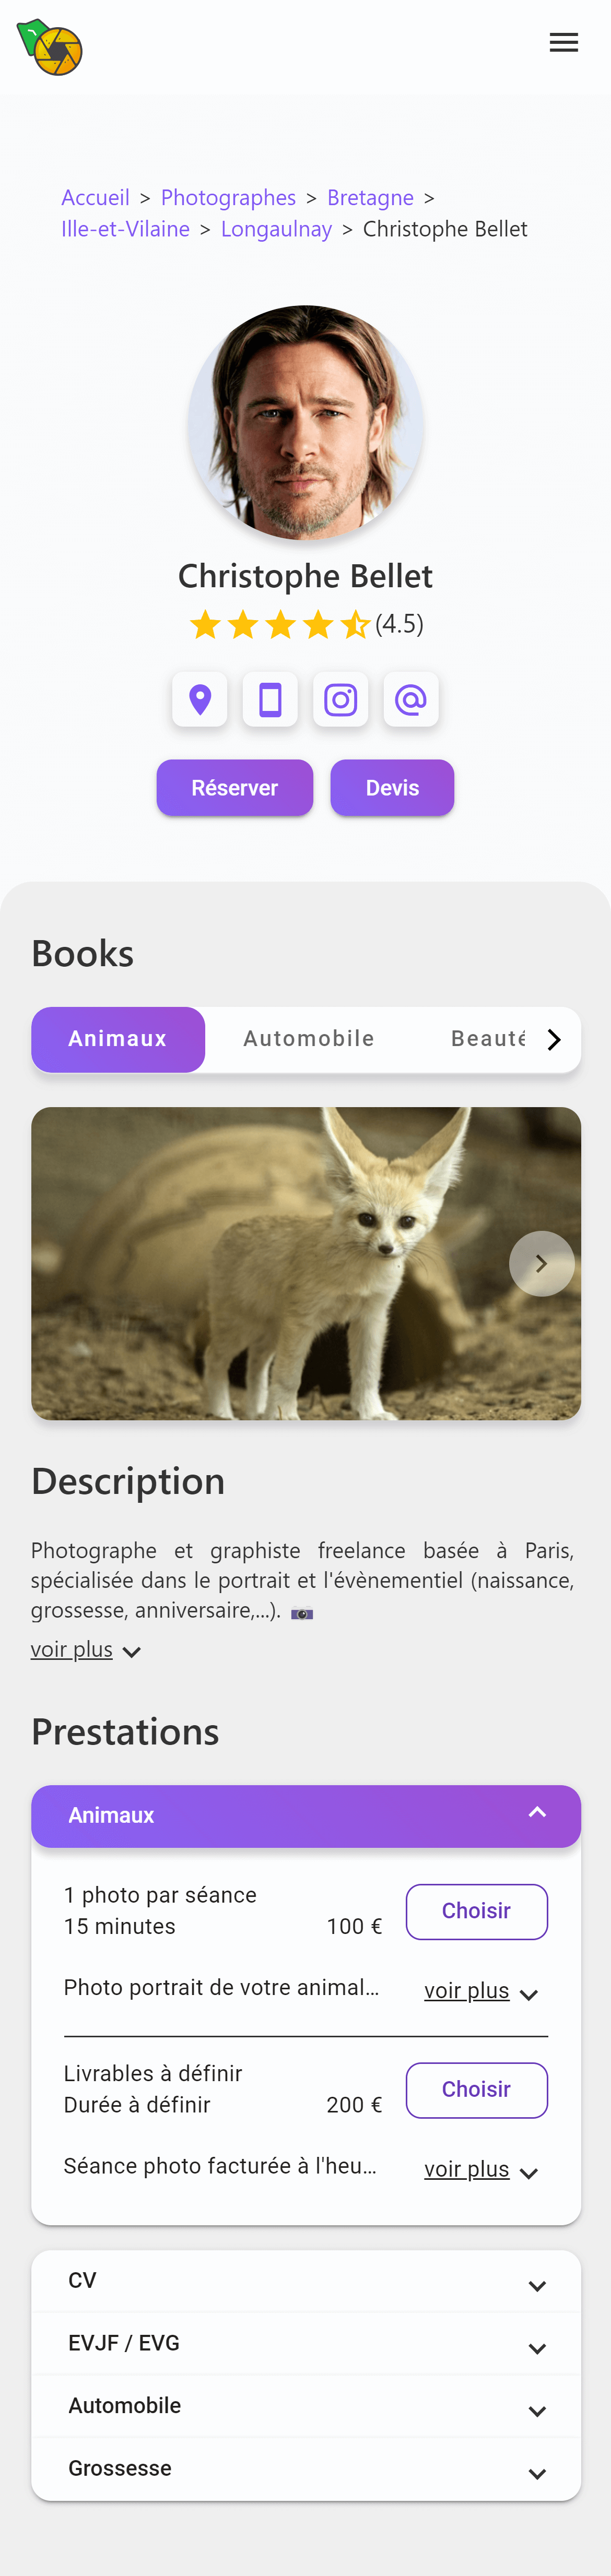 Accueil > Photographes > Bretagne >
Ille-et-Vilaine > Longaulnay > Christophe Bellet
Christophe Bellet
(4.5)
Réserver Devis
Books
Animaux Automobile Beauté
Description
Photographe et graphiste freelance basée à Paris,
spécialisée dans le portrait et l'évènementiel (naissance,
grossesse, anniversaire,...). 📷
voir plus
Prestations
Animaux
1 photo par séance
15 minutes 100 € Choisir
Photo portrait de votre animal... voir plus
Livrables à définir
Durée à définir 200 € Choisir
Séance photo facturée à l'heu... voir plus
CV
EVJF / EVG
Automobile
Grossesse